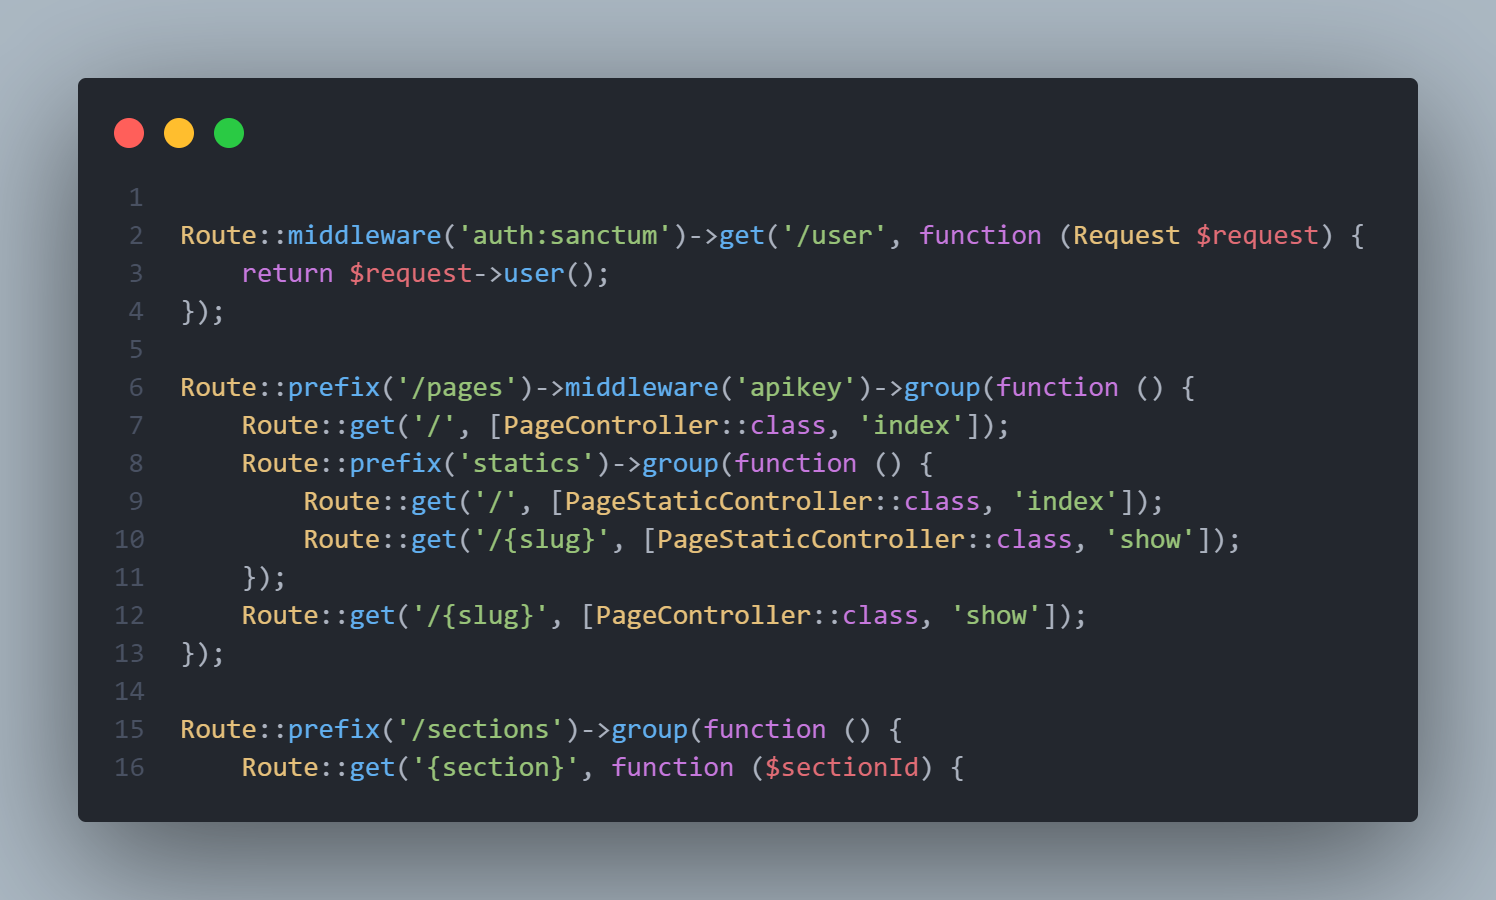 1
2 Route::middleware('auth:sanctum')->get('/user', function (Request $request) {
3     return $request->user();
4 });
5
6 Route::prefix('/pages')->middleware('apikey')->group(function () {
7     Route::get('/', [PageController::class, 'index']);
8     Route::prefix('statics')->group(function () {
9         Route::get('/', [PageStaticController::class, 'index']);
10         Route::get('/{slug}', [PageStaticController::class, 'show']);
11     });
12     Route::get('/{slug}', [PageController::class, 'show']);
13 });
14
15 Route::prefix('/sections')->group(function () {
16     Route::get('{section}', function ($sectionId) {